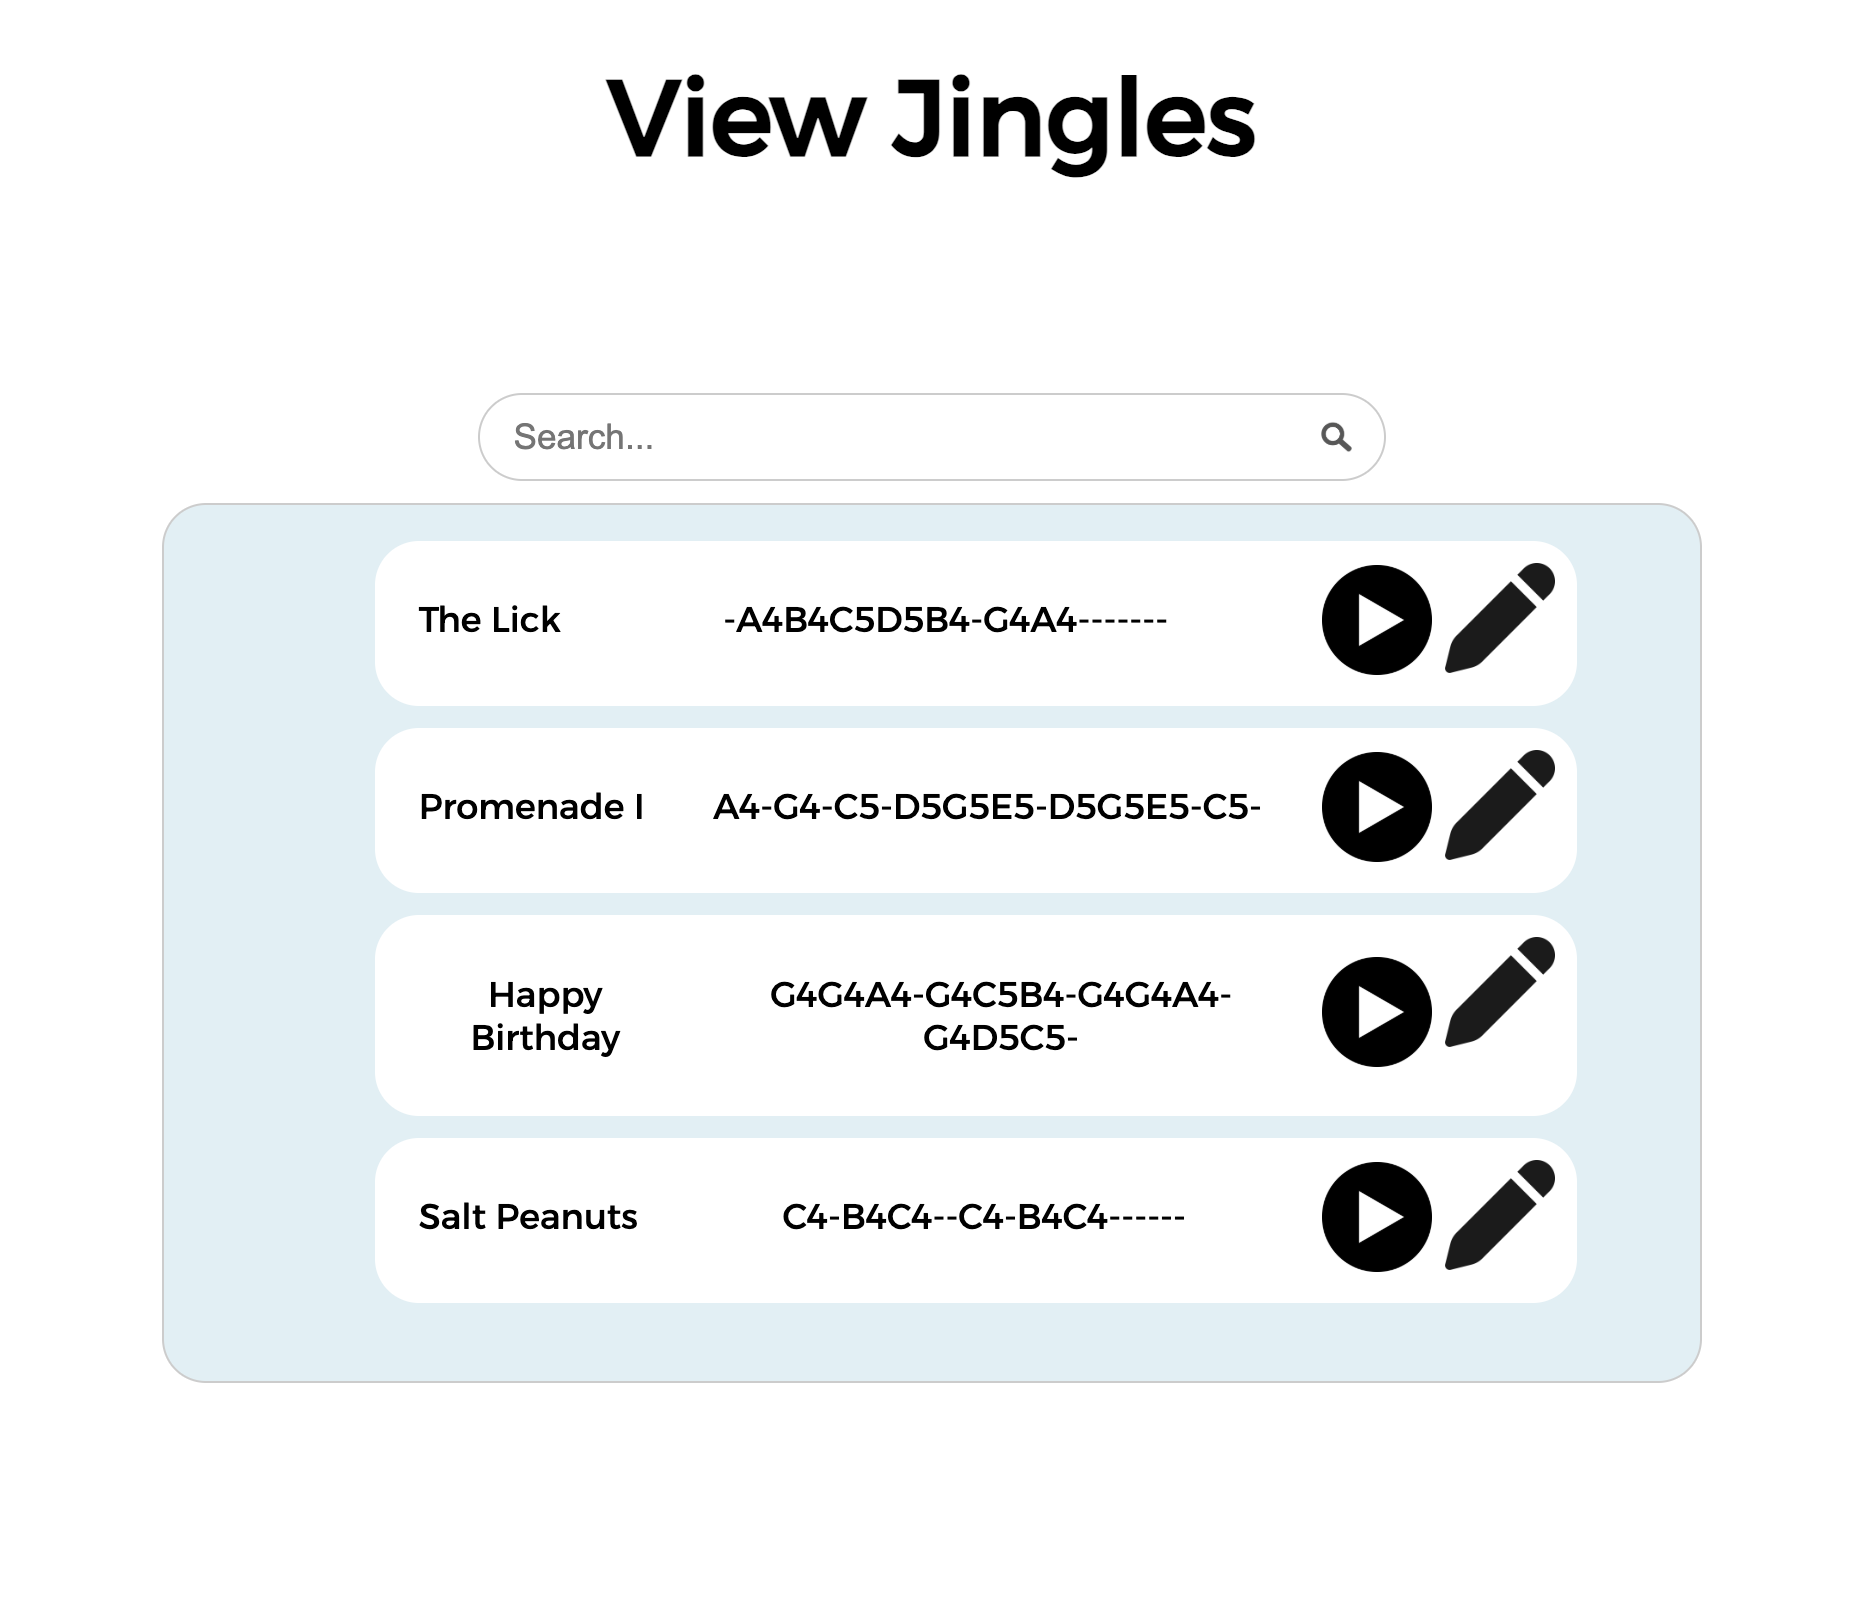 View Jingles
Search...
The Lick
-A4B4C5D5B4-G4A4-------
Promenade I
A4-G4-C5-D5G5E5-D5G5E5-C5-
Happy
Birthday
G4G4A4-G4C5B4-G4G4A4-
G4D5C5-
Salt Peanuts
C4-B4C4--C4-B4C4------